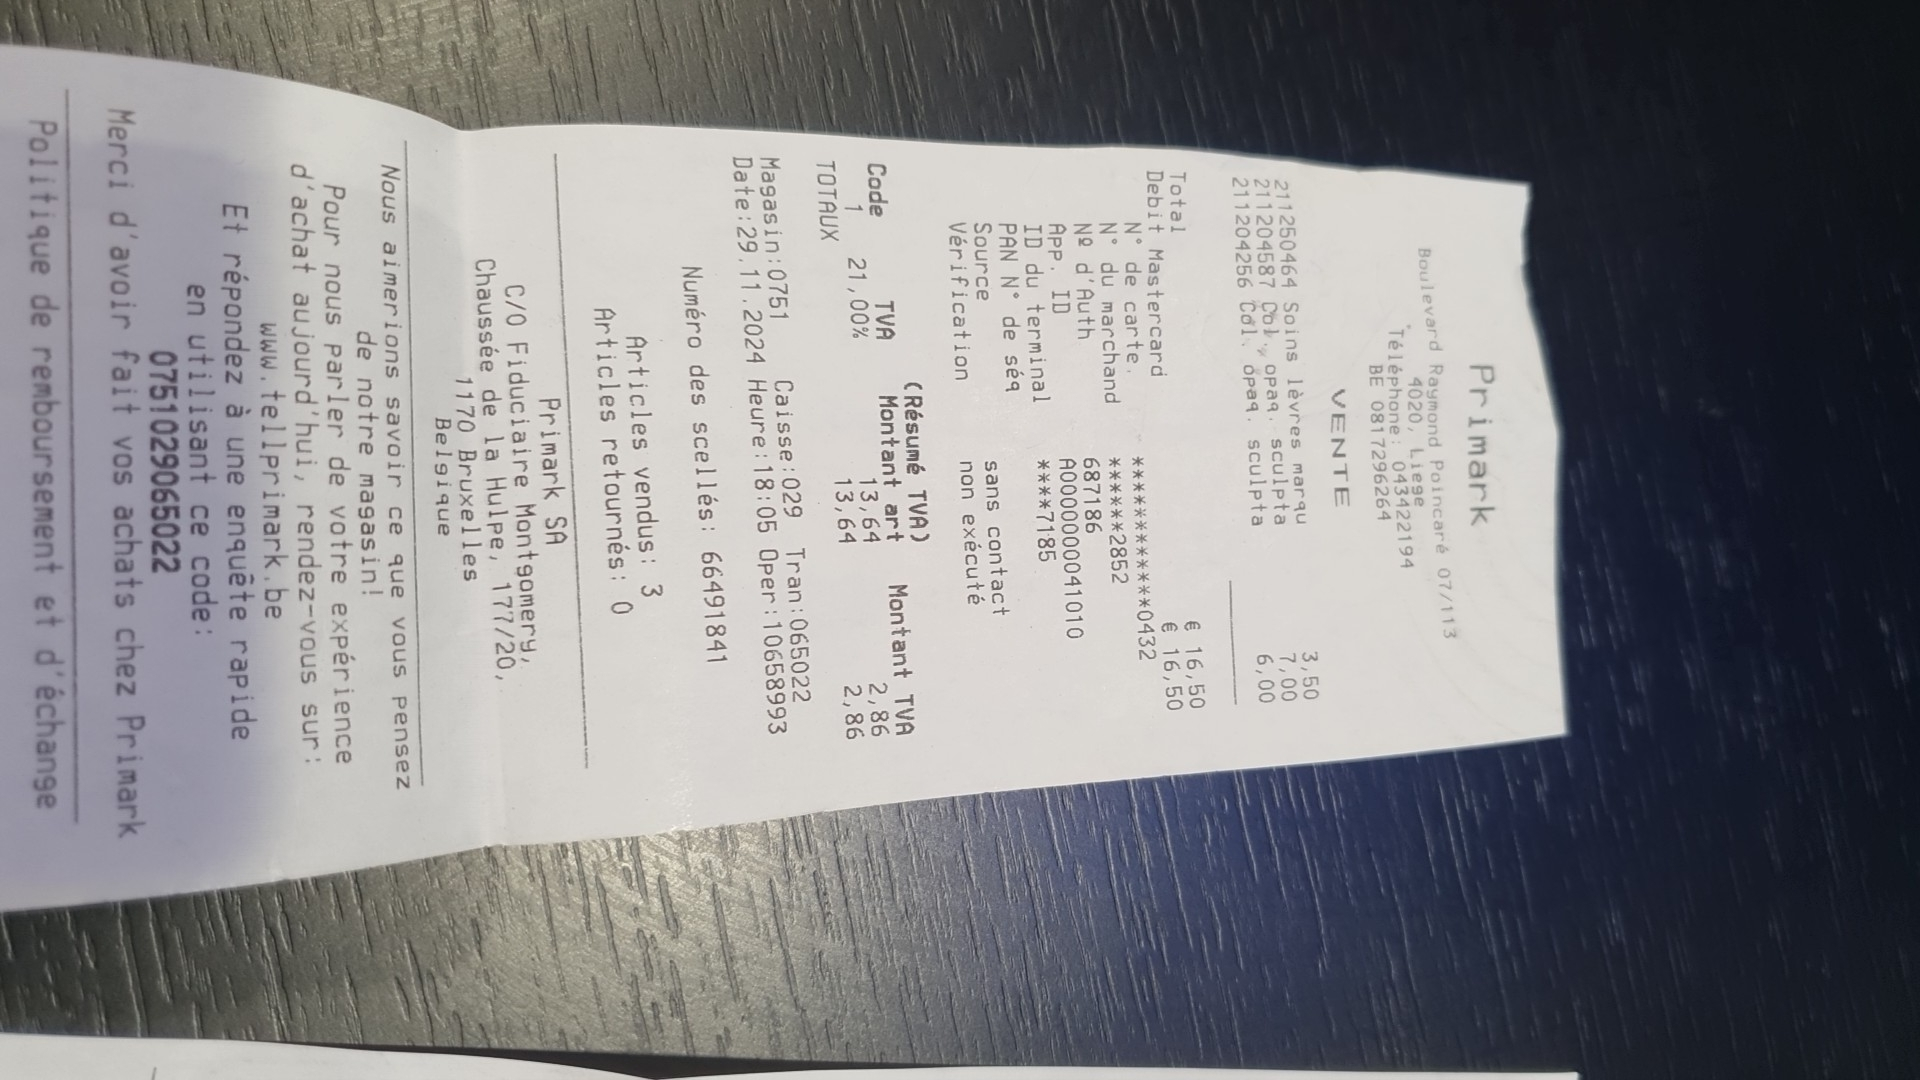 Primark
Boulevard Raymond Poincaré 07/113
4020, Liege
Téléphone: 043422194
BE 0817296264
VENTE
211250464 Soins lèvres marqu 3,50
211204587 Col. opaq. sculpta 7,00
211204256 Col. opaq. sculpta 6,00
Total € 16,50
Debit Mastercard € 16,50
N° de carte. ************0432
N° du marchand ******2852
Nº d'Auth 687186
App. ID A0000000041010
ID du terminal ****7185
PAN N° de séq
Source sans contact
Vérification non exécuté
(Résumé TVA)
Code TVA Montant art Montant TVA
1 21,00% 13,64 2,86
TOTAUX 13,64 2,86
Magasin:0751 Caisse:029 Tran:065022
Date:29.11.2024 Heure:18:05 Oper:10658993
Numéro des scellés: 66491841
Articles vendus: 3
Articles retournés: 0
Primark SA
C/O Fiduciaire Montgomery,
Chaussée de la Hulpe, 177/20,
1170 Bruxelles
Belgique
Nous aimerions savoir ce que vous pensez
de notre magasin!
Pour nous parler de votre expérience
d'achat aujourd'hui, rendez-vous sur:
www.tellprimark.be
Et répondez à une enquête rapide
en utilisant ce code:
0751029065022
Merci d'avoir fait vos achats chez Primark
Politique de remboursement et d'échange